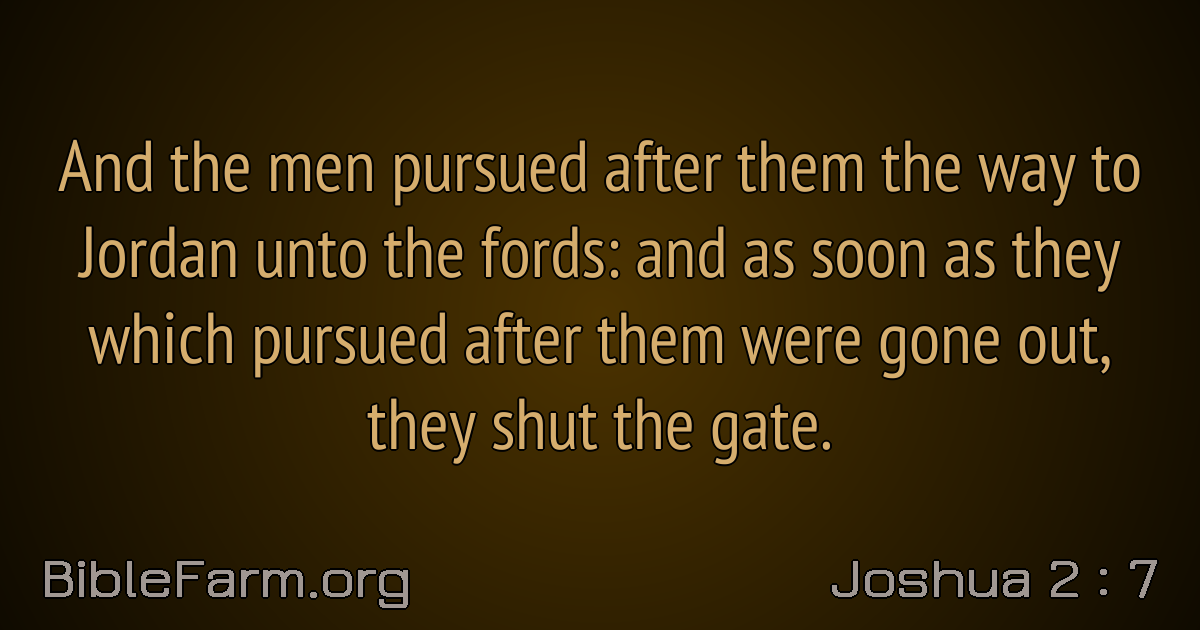 And the men pursued after them the way to
Jordan unto the fords: and as soon as they
which pursued after them were gone out,
they shut the gate.
BibleFarm.org
Joshua 2 : 7